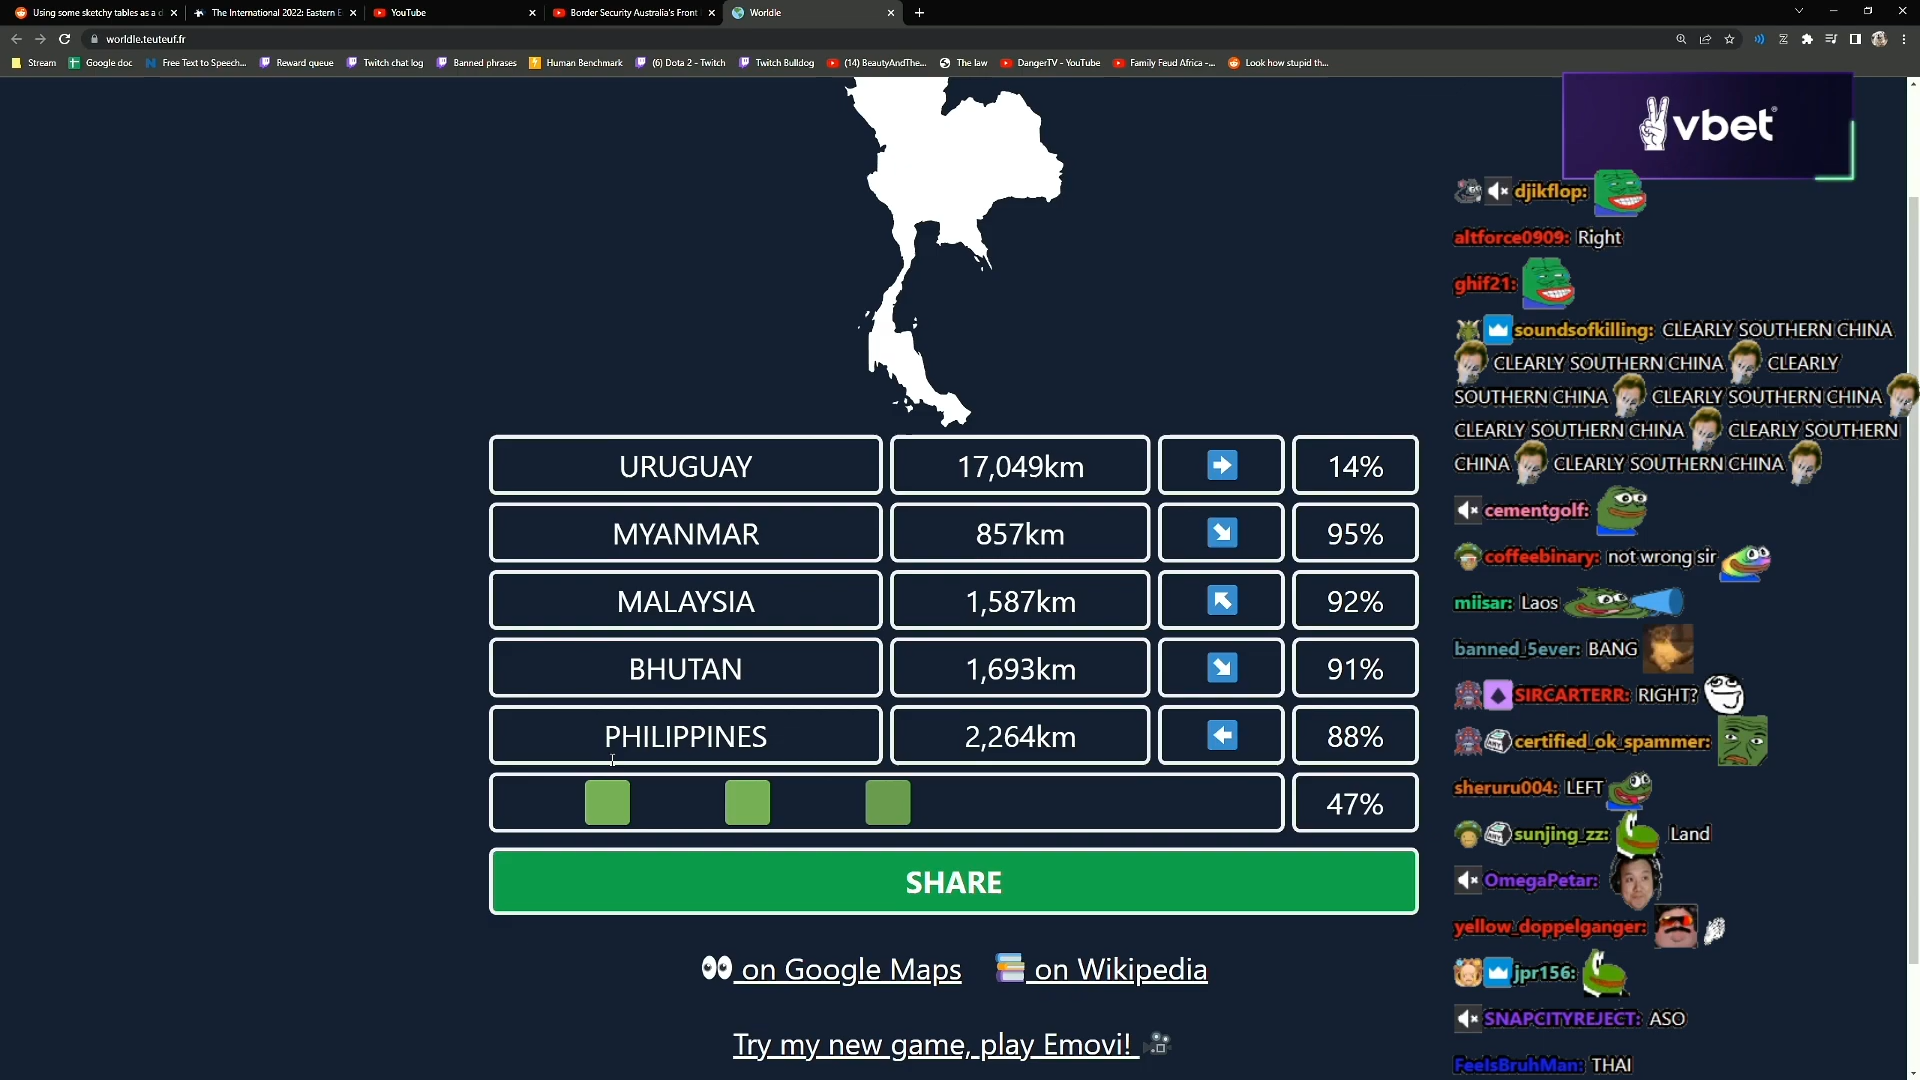 Using some sketchy tables as a d
The International 2022: Eastern E
YouTube
Border Security Australia's Front
Worldle
worldle.teuteuf.fr
Stream
Google doc
Free Text to Speech...
Reward queue
Twitch chat log
Banned phrases
Human Benchmark
(6) Dota 2 - Twitch
Twitch Bulldog
(14) BeautyAndThe...
The law
DangerTV - YouTube
Family Feud Africa -...
Look how stupid th...
vbet
djikflop:
altforce0909: Right
ghif21:
soundsofkilling: CLEARLY SOUTHERN CHINA
CLEARLY SOUTHERN CHINA CLEARLY
SOUTHERN CHINA CLEARLY SOUTHERN CHINA
CLEARLY SOUTHERN CHINA CLEARLY SOUTHERN
CHINA CLEARLY SOUTHERN CHINA
cementgolf:
coffeebinary: not wrong sir
miisar: Laos
banned_5ever: BANG
SIRCARTERR: RIGHT?
certified_ok_spammer:
sheruru004: LEFT
sunjing_zz: Land
OmegaPetar:
yellow_doppelganger:
jpr156:
SNAPCITYREJECT: ASO
FeelsBruhMan: THAI
URUGUAY 17,049km 14%
MYANMAR 857km 95%
MALAYSIA 1,587km 92%
BHUTAN 1,693km 91%
PHILIPPINES 2,264km 88%
47%
SHARE
on Google Maps on Wikipedia
Try my new game, play Emovi!